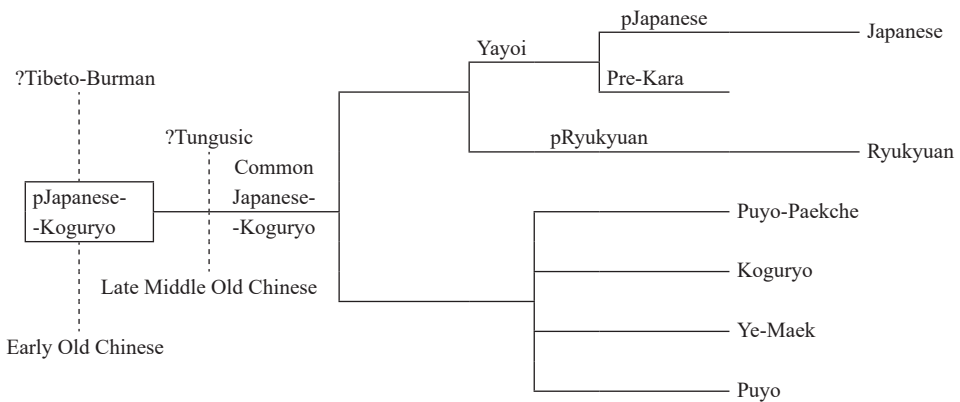 pJapanese
Japanese
Yayoi
?Tibeto-Burman
Pre-Kara
?Tungusic
pRyukyuan
Ryukyuan
Common
Japanese-
-Koguryo
pJapanese-
-Koguryo
Puyo-Paekche
Koguryo
Late Middle Old Chinese
Ye-Maek
Early Old Chinese
Puyo